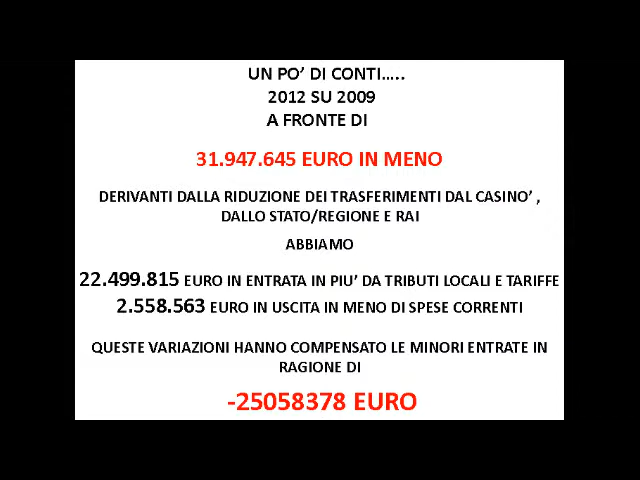 UN PO’ DI CONTI…..
2012 SU 2009
A FRONTE DI
31.947.645 EURO IN MENO
DERIVANTI DALLA RIDUZIONE DEI TRASFERIMENTI DAL CASINO’ ,
DALLO STATO/REGIONE E RAI
ABBIAMO
22.499.815 EURO IN ENTRATA IN PIU’ DA TRIBUTI LOCALI E TARIFFE
2.558.563 EURO IN USCITA IN MENO DI SPESE CORRENTI
QUESTE VARIAZIONI HANNO COMPENSATO LE MINORI ENTRATE IN
RAGIONE DI
-25058378 EURO